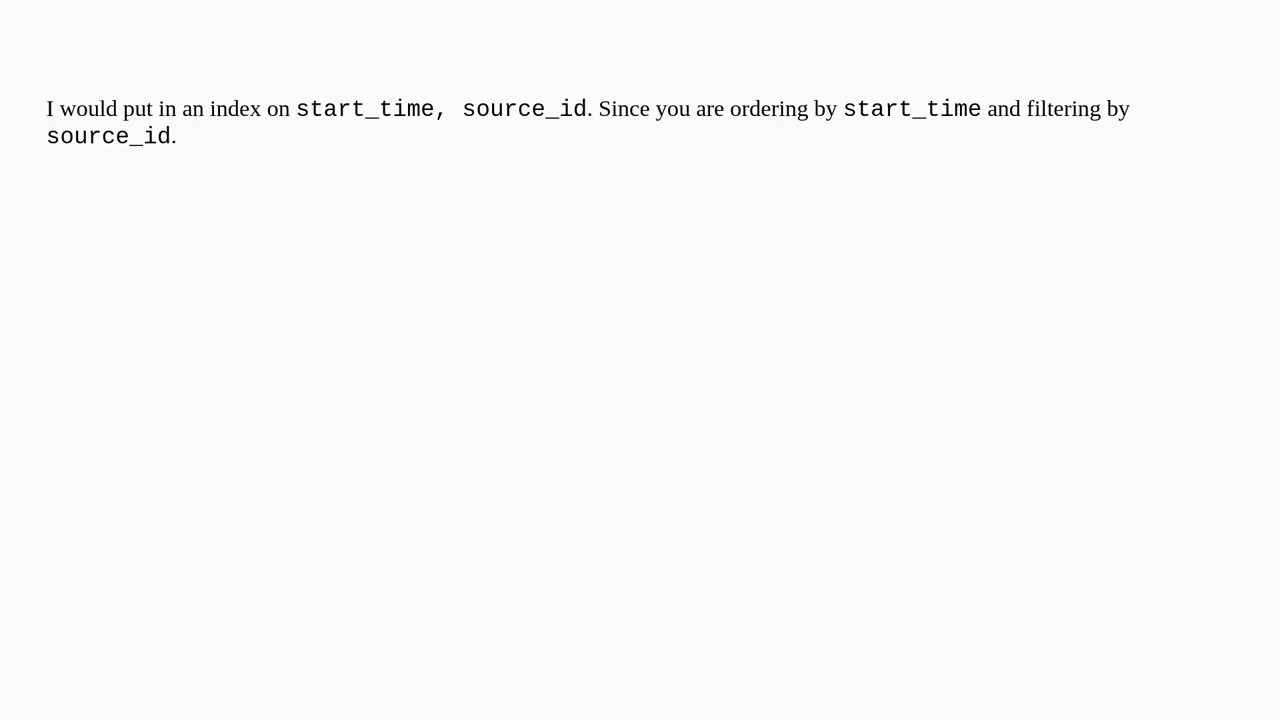 I would put in an index on start_time, source_id. Since you are ordering by start_time and filtering by
source_id.